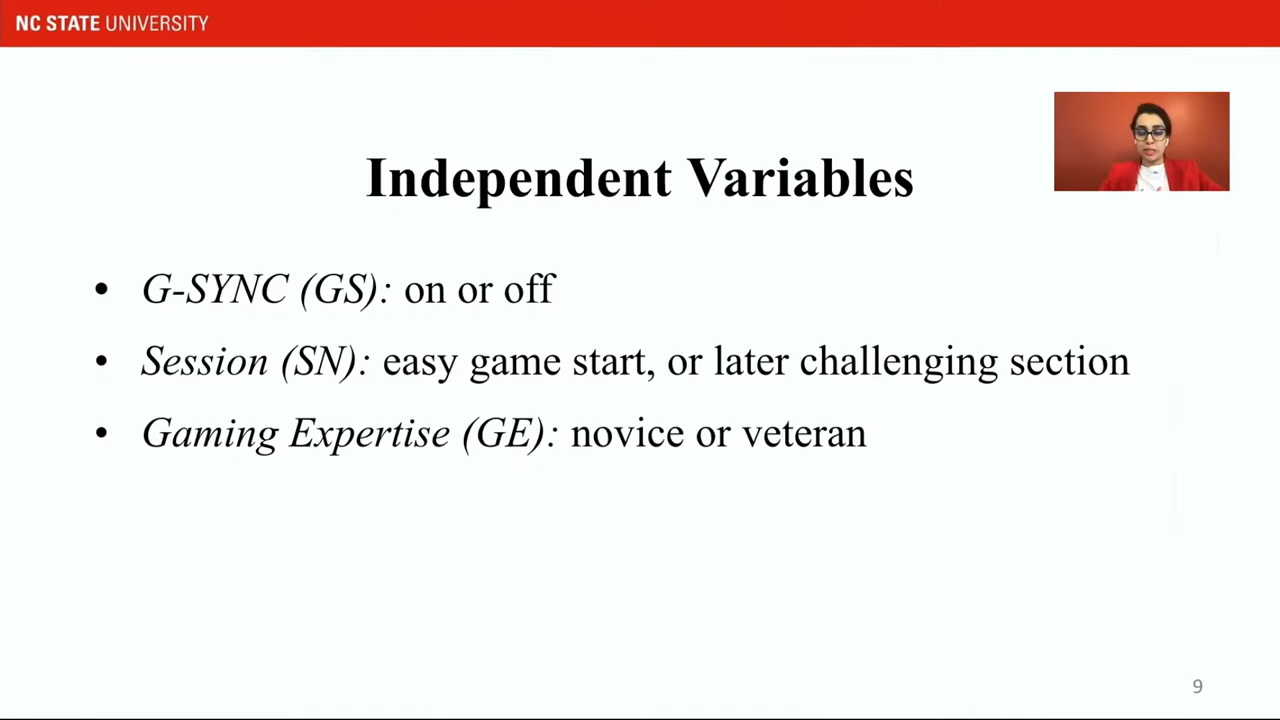 NC STATE UNIVERSITY
Independent Variables
• G-SYNC (GS): on or off
• Session (SN): easy game start, or later challenging section
• Gaming Expertise (GE): novice or veteran
9